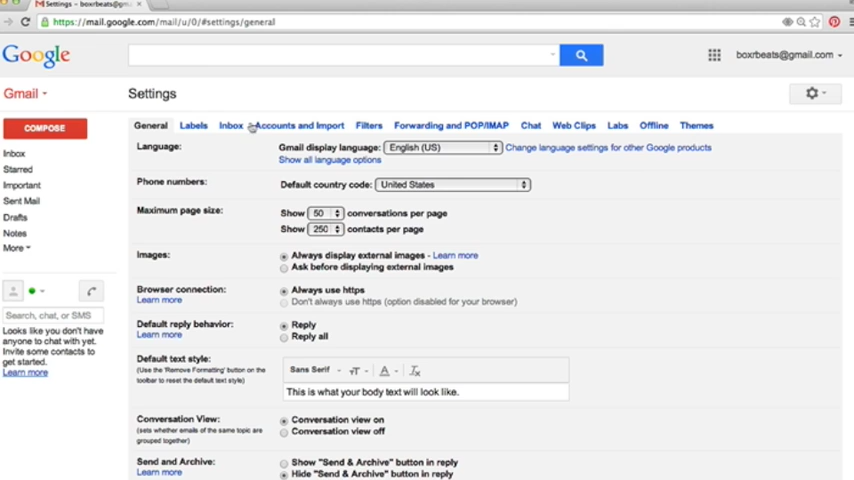 Settings – boxrbeats@gm
https://mail.google.com/mail/u/0/#settings/general
Google
boxrbeats@gmail.com
Gmail
Settings
COMPOSE
General Labels Inbox Accounts and Import Filters Forwarding and POP/IMAP Chat Web Clips Labs Offline Themes
Language: Gmail display language: English (US) Change language settings for other Google products
Show all language options
Inbox
Starred
Important
Sent Mail
Drafts
Notes
More
Phone numbers: Default country code: United States
Maximum page size: Show 50 conversations per page
Show 250 contacts per page
Images: Always display external images - Learn more
Ask before displaying external images
Browser connection: Always use https
Learn more Don't always use https (option disabled for your browser)
Search, chat, or SMS
Looks like you don't have
anyone to chat with yet.
Invite some contacts to
get started.
Learn more
Default reply behavior: Reply
Learn more Reply all
Default text style: Sans Serif
(Use the 'Remove Formatting' button on the
toolbar to reset the default text style)
This is what your body text will look like.
Conversation View: Conversation view on
(sets whether emails of the same topic are
grouped together)
Conversation view off
Send and Archive: Show "Send & Archive" button in reply
Learn more Hide "Send & Archive" button in reply